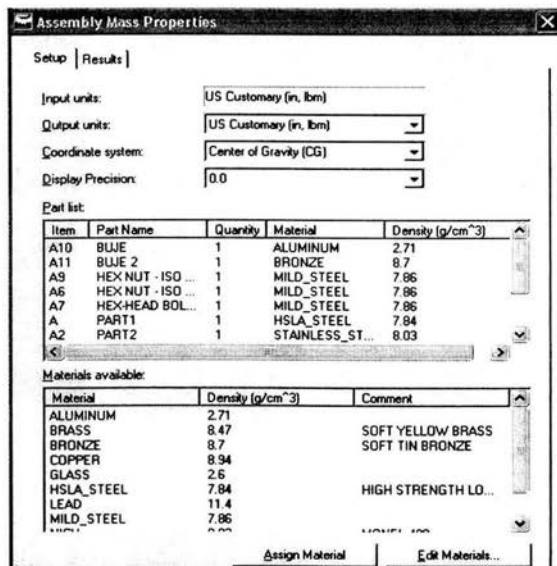 Assembly Mass Properties
Setup Results
Input units: US Customary (in, lbm)
Output units: US Customary (in, lbm)
Coordinate system: Center of Gravity (CG)
Display Precision: 0.0
Part list:
Item Part Name Quantity Material Density (g/cm^3)
A10 BUJE 1 ALUMINUM 2.71
A11 BUJE 2 1 BRONZE 8.7
A9 HEX NUT - ISO ... 1 MILD_STEEL 7.86
A6 HEX NUT - ISO ... 1 MILD_STEEL 7.86
A7 HEX-HEAD BOL... 1 MILD_STEEL 7.86
A PART1 1 HSLA_STEEL 7.84
A2 PART2 1 STAINLESS_ST... 8.03
Materials available:
Material Density (g/cm^3) Comment
ALUMINUM 2.71
BRASS 8.47 SOFT YELLOW BRASS
BRONZE 8.7 SOFT TIN BRONZE
COPPER 8.94
GLASS 2.6
HSLA_STEEL 7.84 HIGH STRENGTH LO...
LEAD 11.4
MILD_STEEL 7.86
Assign Material Edit Materials...